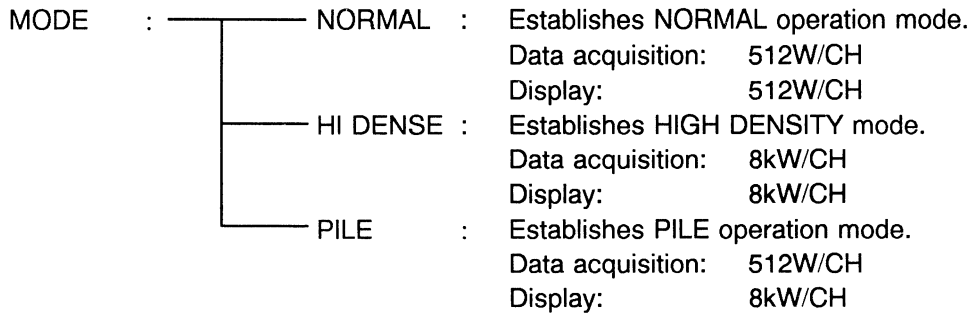 MODE : NORMAL : Establishes NORMAL operation mode.
Data acquisition: 512W/CH
Display: 512W/CH
HI DENSE : Establishes HIGH DENSITY mode.
Data acquisition: 8kW/CH
Display: 8kW/CH
PILE : Establishes PILE operation mode.
Data acquisition: 512W/CH
Display: 8kW/CH